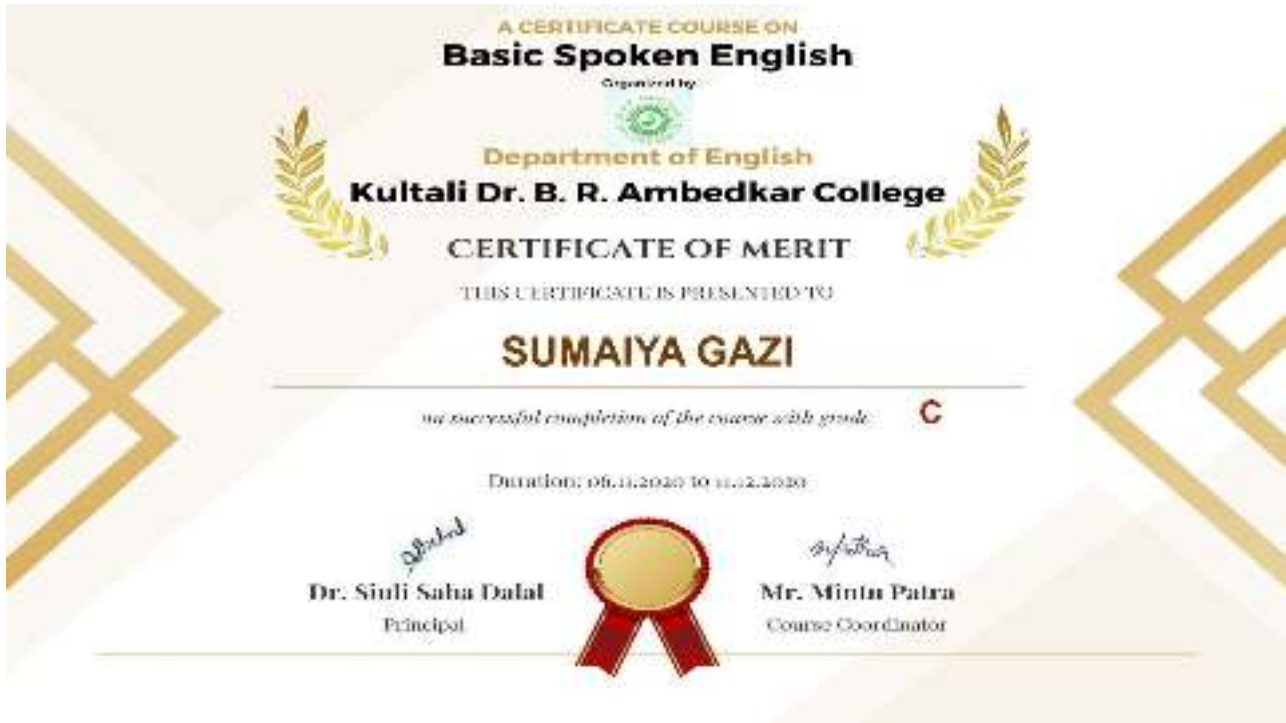 A CERTIFICATE COURSE ON
Basic Spoken English
Organized by
Department of English
Kultali Dr. B. R. Ambedkar College
CERTIFICATE OF MERIT
THIS CERTIFICATE IS PRESENTED TO
SUMAIYA GAZI
on successful completion of the course with grade C
Duration: 06.11.2020 to 11.12.2020
Dr. Siuli Saha Dalal
Mr. Mintu Patra
Principal
Course Coordinator